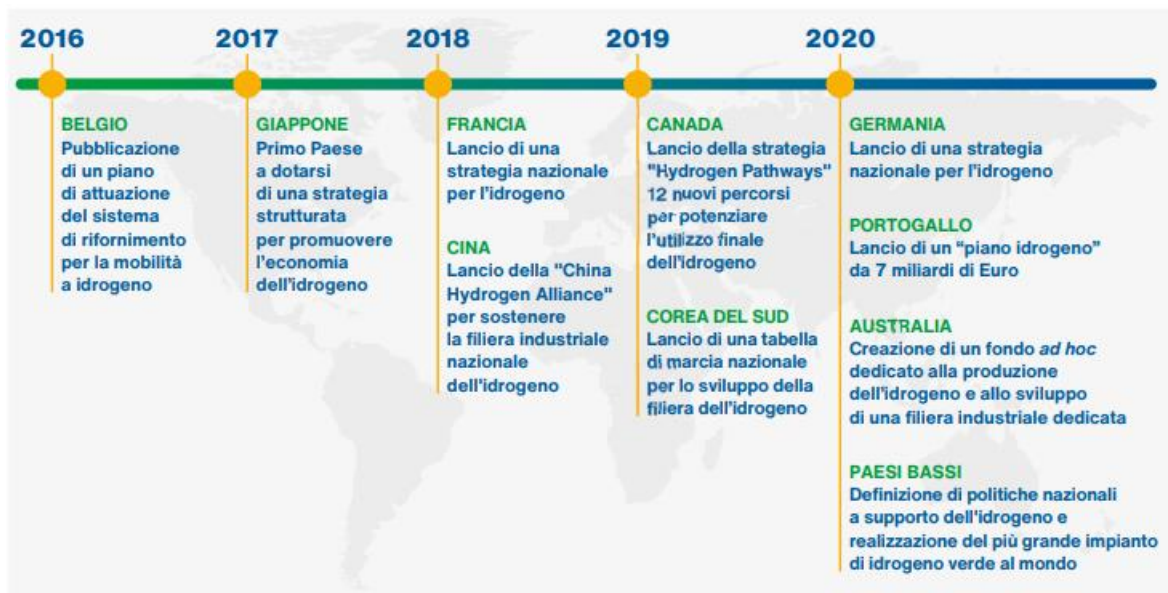 2016
BELGIO
Pubblicazione
di un piano
di attuazione
del sistema
di rifornimento
per la mobilità
a idrogeno
2017
GIAPPONE
Primo Paese
a dotarsi
di una strategia
strutturata
per promuovere
l'economia
dell'idrogeno
2018
FRANCIA
Lancio di una
strategia nazionale
per l'idrogeno
CINA
Lancio della "China
Hydrogen Alliance"
per sostenere
la filiera industriale
nazionale
dell'idrogeno
2019
CANADA
Lancio della strategia
"Hydrogen Pathways"
12 nuovi percorsi
per potenziare
l'utilizzo finale
dell'idrogeno
COREA DEL SUD
Lancio di una tabella
di marcia nazionale
per lo sviluppo della
filiera dell'idrogeno
2020
GERMANIA
Lancio di una strategia
nazionale per l'idrogeno
PORTOGALLO
Lancio di un “piano idrogeno”
da 7 miliardi di Euro
AUSTRALIA
Creazione di un fondo ad hoc
dedicato alla produzione
dell'idrogeno e allo sviluppo
di una filiera industriale dedicata
PAESI BASSI
Definizione di politiche nazionali
a supporto dell'idrogeno e
realizzazione del più grande impianto
di idrogeno verde al mondo